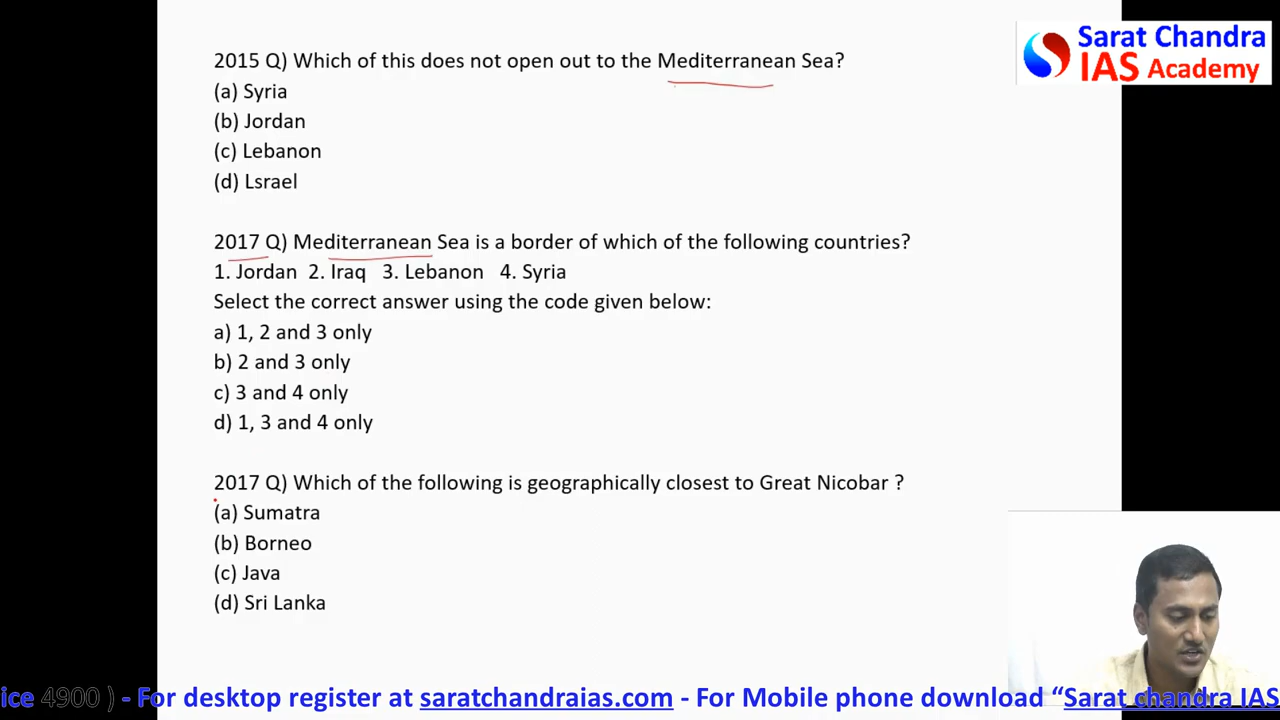 Sarat Chandra
IAS Academy
2015 Q) Which of this does not open out to the Mediterranean Sea?
(a) Syria
(b) Jordan
(c) Lebanon
(d) Lsrael
2017 Q) Mediterranean Sea is a border of which of the following countries?
1. Jordan 2. Iraq 3. Lebanon 4. Syria
Select the correct answer using the code given below:
a) 1, 2 and 3 only
b) 2 and 3 only
c) 3 and 4 only
d) 1, 3 and 4 only
2017 Q) Which of the following is geographically closest to Great Nicobar ?
(a) Sumatra
(b) Borneo
(c) Java
(d) Sri Lanka
ice 4900 ) - For desktop register at saratchandraias.com - For Mobile phone download “Sarat chandra IAS